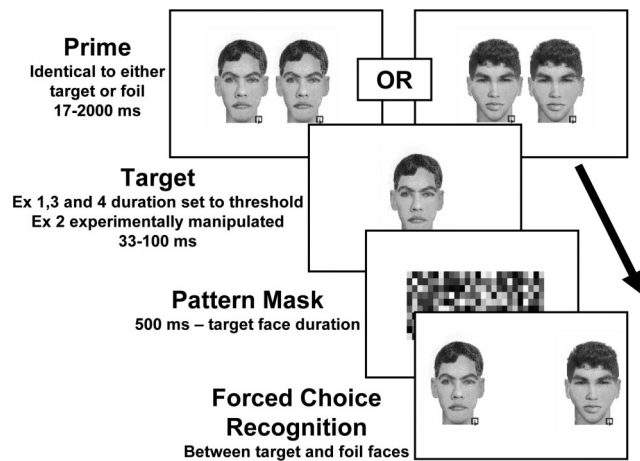 Prime
Identical to either
target or foil
17-2000 ms
OR
Target
Ex 1,3 and 4 duration set to threshold
Ex 2 experimentally manipulated
33-100 ms
Pattern Mask
500 ms – target face duration
Forced Choice
Recognition
Between target and foil faces